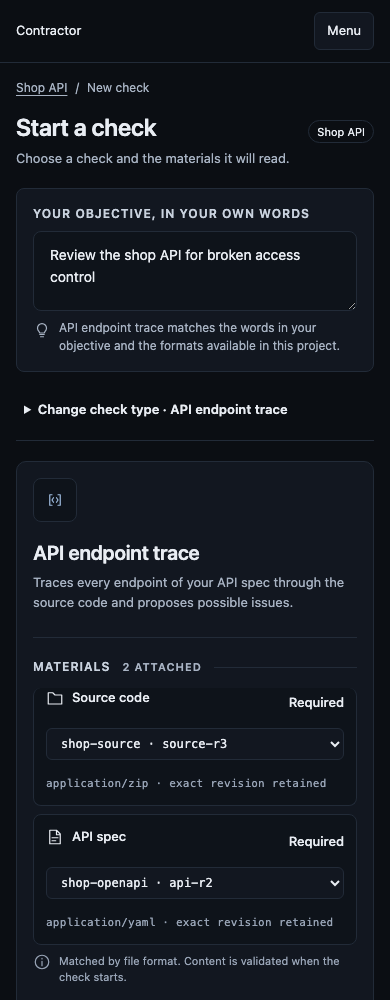 Contractor
Menu
Shop API / New check
Start a check
Shop API
Choose a check and the materials it will read.
YOUR OBJECTIVE, IN YOUR OWN WORDS
Review the shop API for broken access
control
API endpoint trace matches the words in your
objective and the formats available in this project.
Change check type · API endpoint trace
API endpoint trace
Traces every endpoint of your API spec through the
source code and proposes possible issues.
MATERIALS 2 ATTACHED
Source code
Required
shop-source · source-r3
application/zip · exact revision retained
API spec
Required
shop-openapi · api-r2
application/yaml · exact revision retained
Matched by file format. Content is validated when the
check starts.